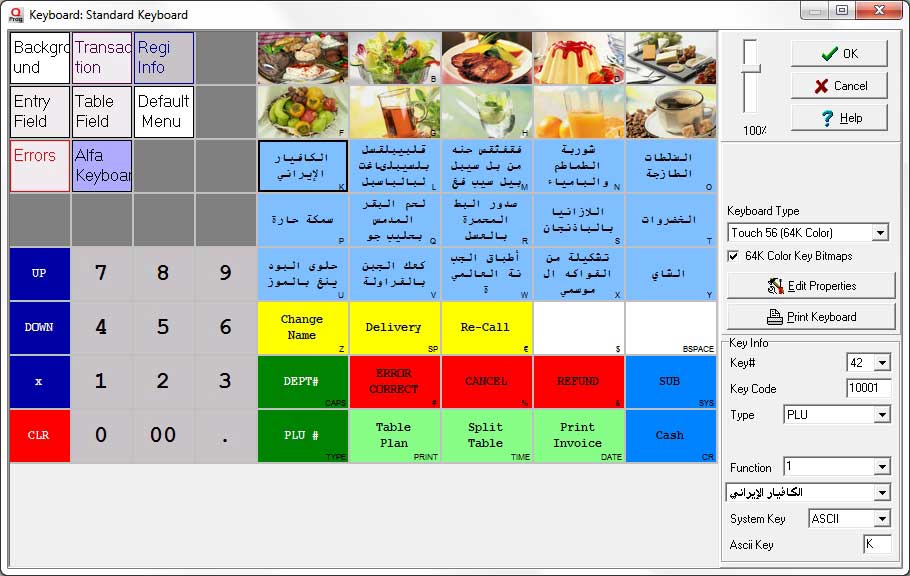 Keyboard: Standard Keyboard
Backgro
und
Transac
tion
Regi
Info
B
D
OK
Cancel
Help
100%
Entry
Field
Table
Field
Default
Menu
F
G
H
I
J
Errors
Alfa
Keyboar
الكافيار
الإيراني
K
قلبيبلقسل
بلسيبلىاغت
لبالباسبل
L
ففغثقس حنه
من بل سيبل
بيل سيب فغ
M
شوربة
الطماطم
والبامياء
N
السلطات
الطازجة
O
سمكة حارة
P
لحم البقر
المدمس
بحليب جو
Q
صدور البط
المحمرة
بالعسل
R
اللازانيا
بالباذنجان
S
الخضروات
T
UP
7
8
9
حلوى البود
ينغ بالموز
U
كعك الجبن
بالفراولة
V
أطباق الجب
نة العالمي
ة
W
تشكيلة من
الفواكه ال
موسمي
X
الشاي
Y
DOWN
4
5
6
Change
Name
Z
Delivery
SP
Re-Call
€
$
BSPACE
x
1
2
3
DEPT#
CAPS
ERROR
CORRECT
#
CANCEL
%
REFUND
&
SUB
SYS
CLR
0
00
.
PLU #
TYPE
Table
Plan
PRINT
Split
Table
TIME
Print
Invoice
DATE
Cash
CR
Keyboard Type
Touch 56 (64K Color)
64K Color Key Bitmaps
Edit Properties
Print Keyboard
Key Info
Key# 42
Key Code 10001
Type PLU
Function 1
الكافيار الإيراني
System Key ASCII
Ascii Key K